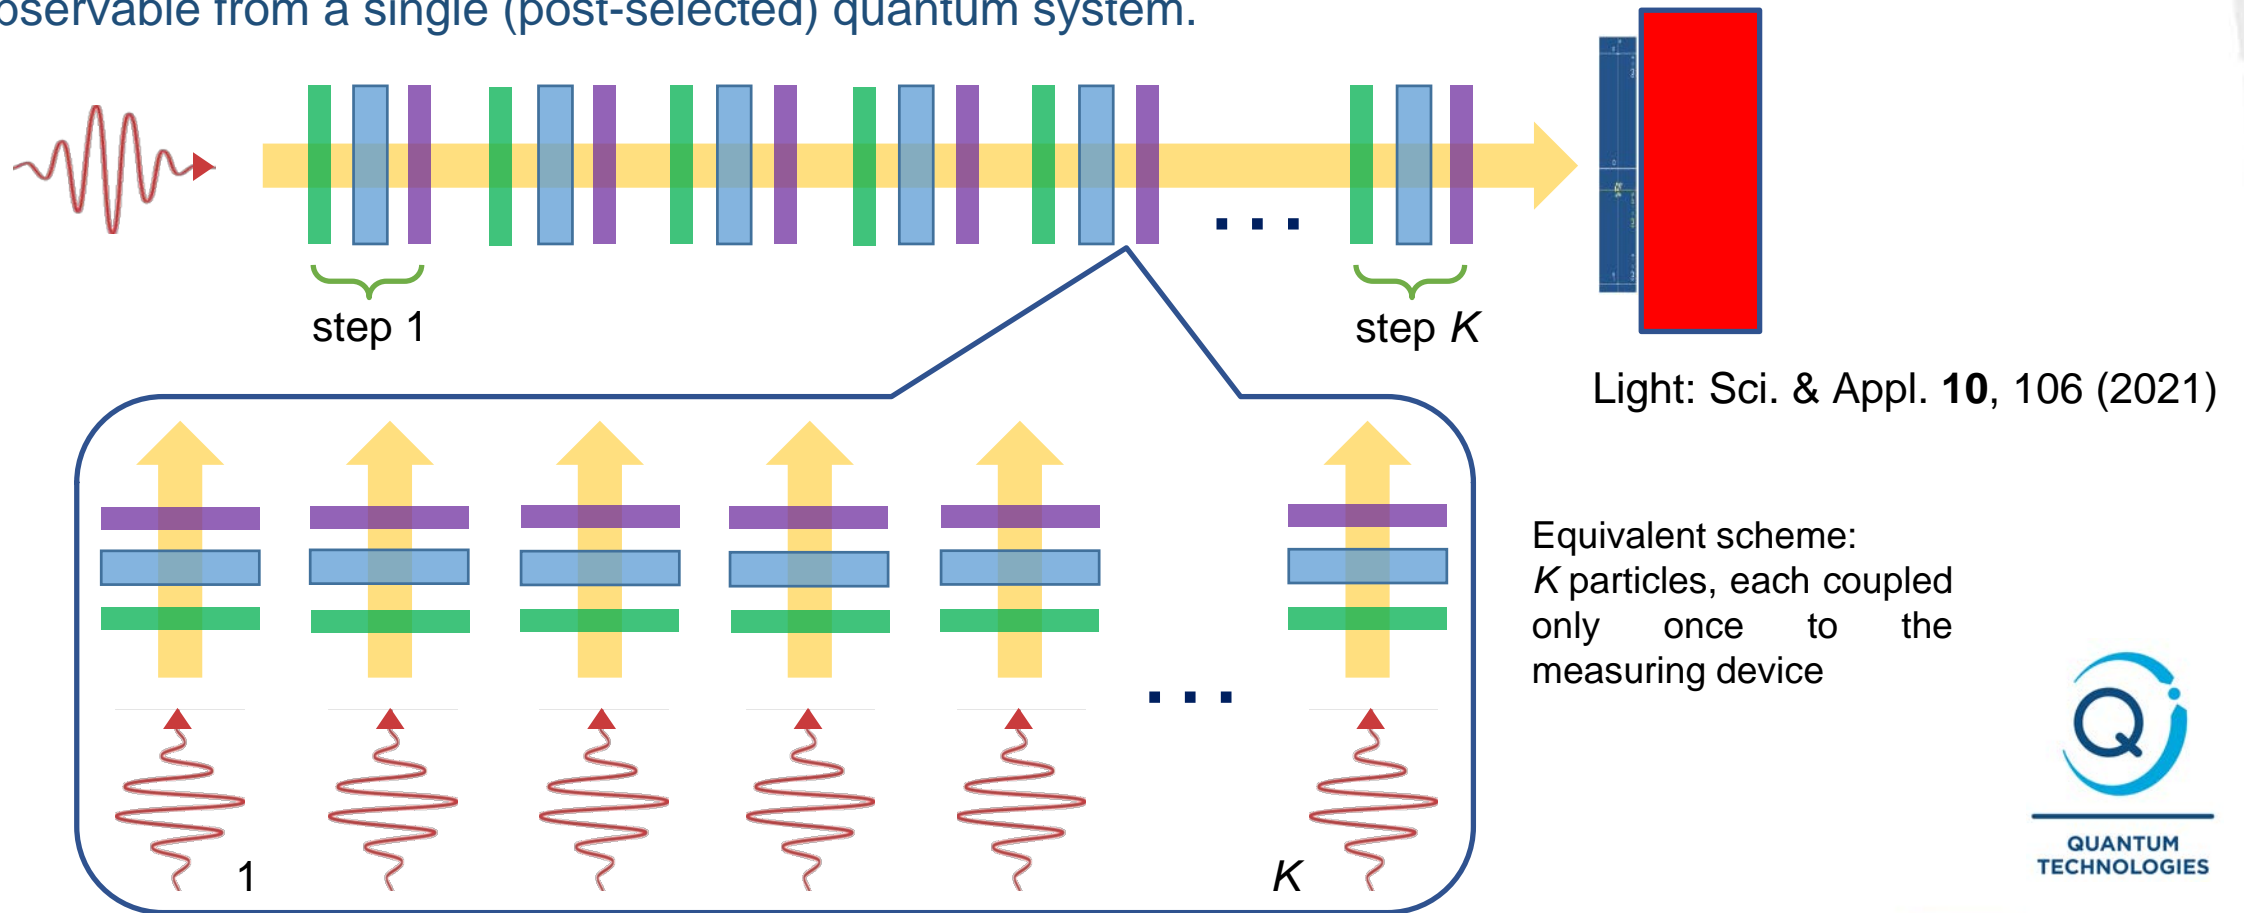 observable from a single (post-selected) quantum system.
. . .
step 1
step K
Light: Sci. & Appl. 10, 106 (2021)
Equivalent scheme:
K particles, each coupled
only once to the
measuring device
. . .
1
K
Q
QUANTUM
TECHNOLOGIES